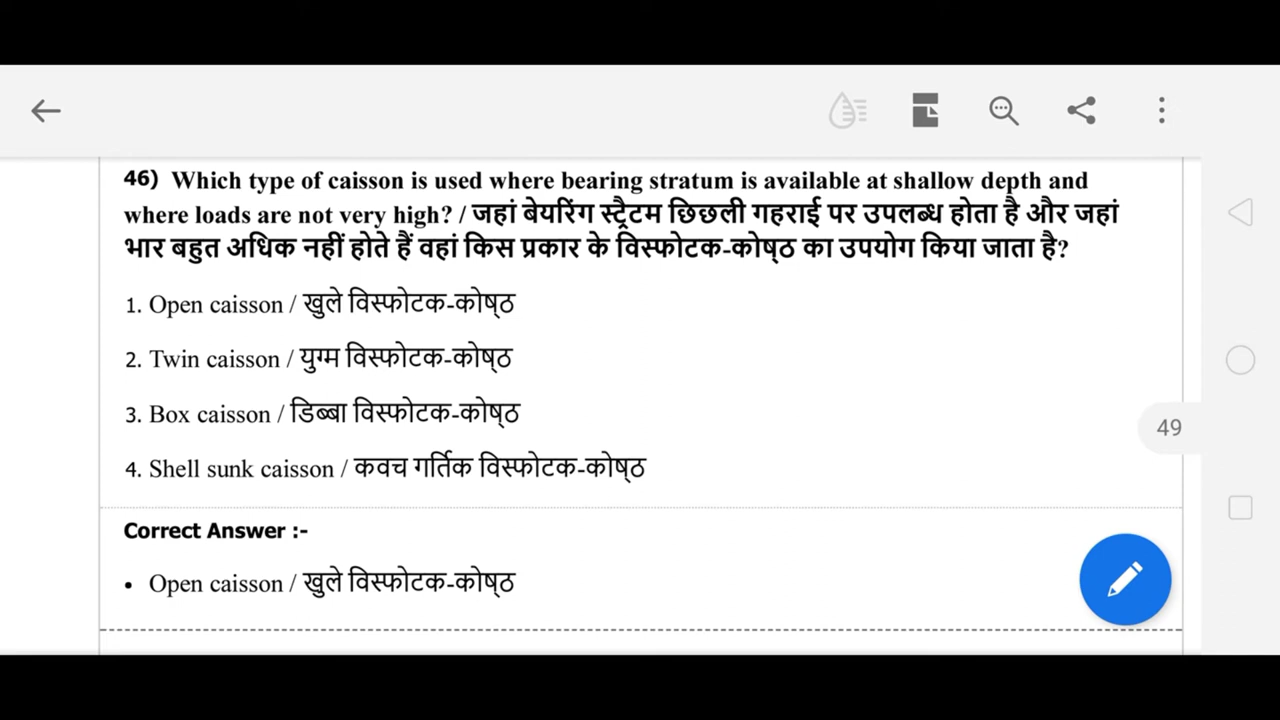 46) Which type of caisson is used where bearing stratum is available at shallow depth and
where loads are not very high? / जहां बेयरिंग स्ट्रैटम छिछली गहराई पर उपलब्ध होता है और जहां
भार बहुत अधिक नहीं होते हैं वहां किस प्रकार के विस्फोटक-कोष्ठ का उपयोग किया जाता है?
1. Open caisson / खुले विस्फोटक-कोष्ठ
2. Twin caisson / युग्म विस्फोटक-कोष्ठ
3. Box caisson / डिब्बा विस्फोटक-कोष्ठ
49
4. Shell sunk caisson / कवच गर्तिक विस्फोटक-कोष्ठ
Correct Answer :-
• Open caisson / खुले विस्फोटक-कोष्ठ